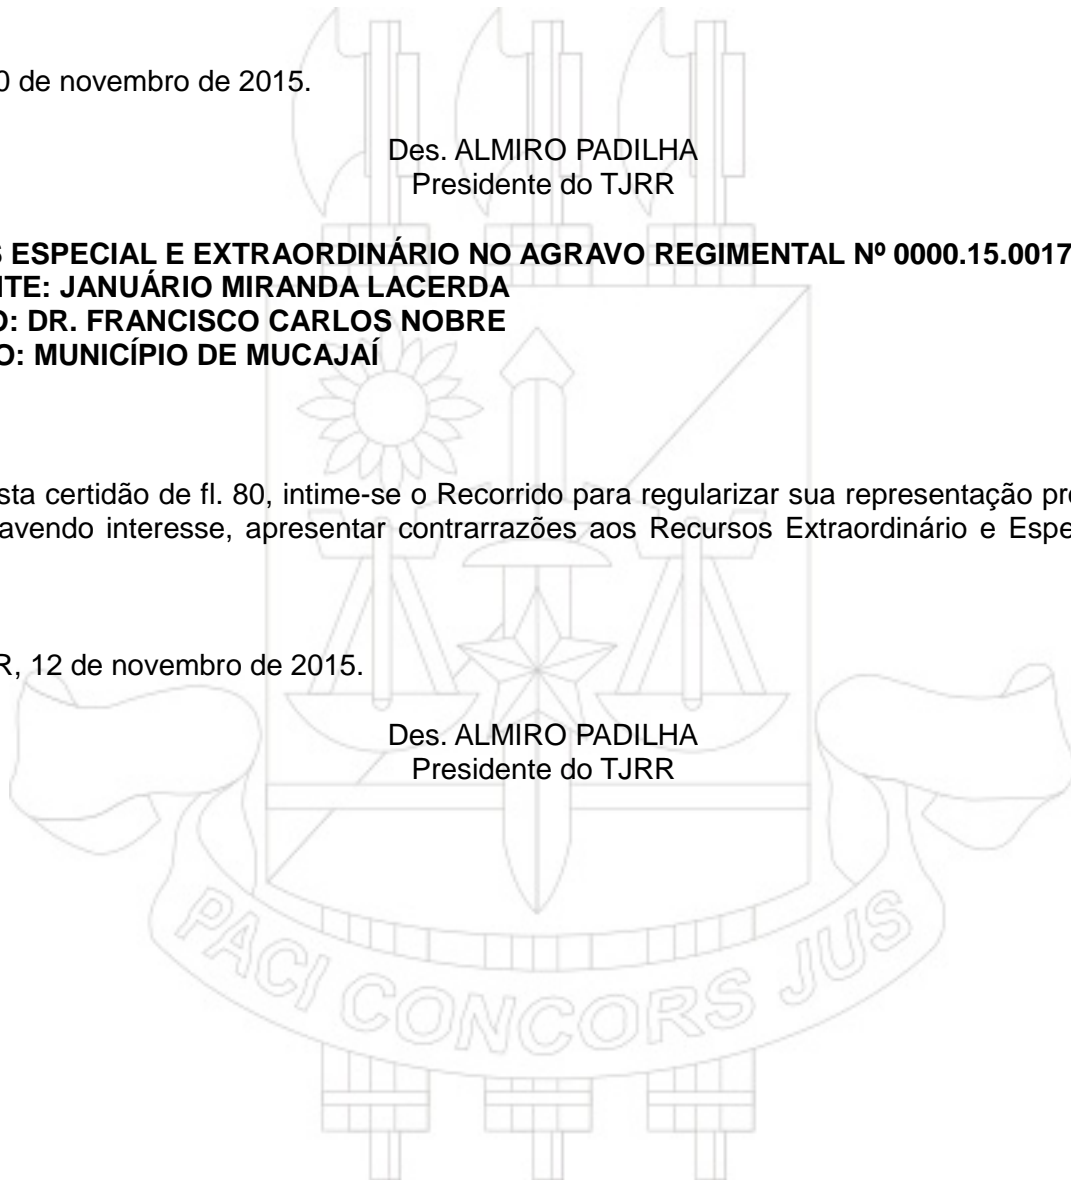 0 de novembro de 2015.
Des. ALMIRO PADILHA
Presidente do TJRR
S ESPECIAL E EXTRAORDINÁRIO NO AGRAVO REGIMENTAL Nº 0000.15.0017
NTE: JANUÁRIO MIRANDA LACERDA
O: DR. FRANCISCO CARLOS NOBRE
O: MUNICÍPIO DE MUCAJAÍ
sta certidão de fl. 80, intime-se o Recorrido para regularizar sua representação pr
avendo interesse, apresentar contrarrazões aos Recursos Extraordinário e Espe
R, 12 de novembro de 2015.
Des. ALMIRO PADILHA
Presidente do TJRR
PACI CONCORS JUS